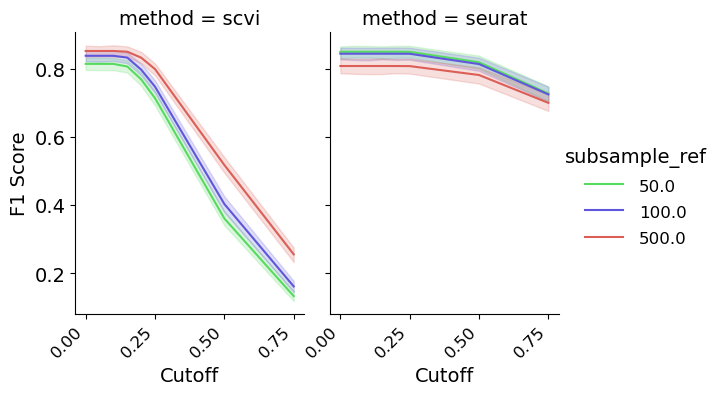 method = scvi
method = seurat
F1 Score
0.8
0.6
0.4
0.2
0.00
0.25
0.50
0.75
Cutoff
0.00
0.25
0.50
0.75
Cutoff
subsample_ref
50.0
100.0
500.0